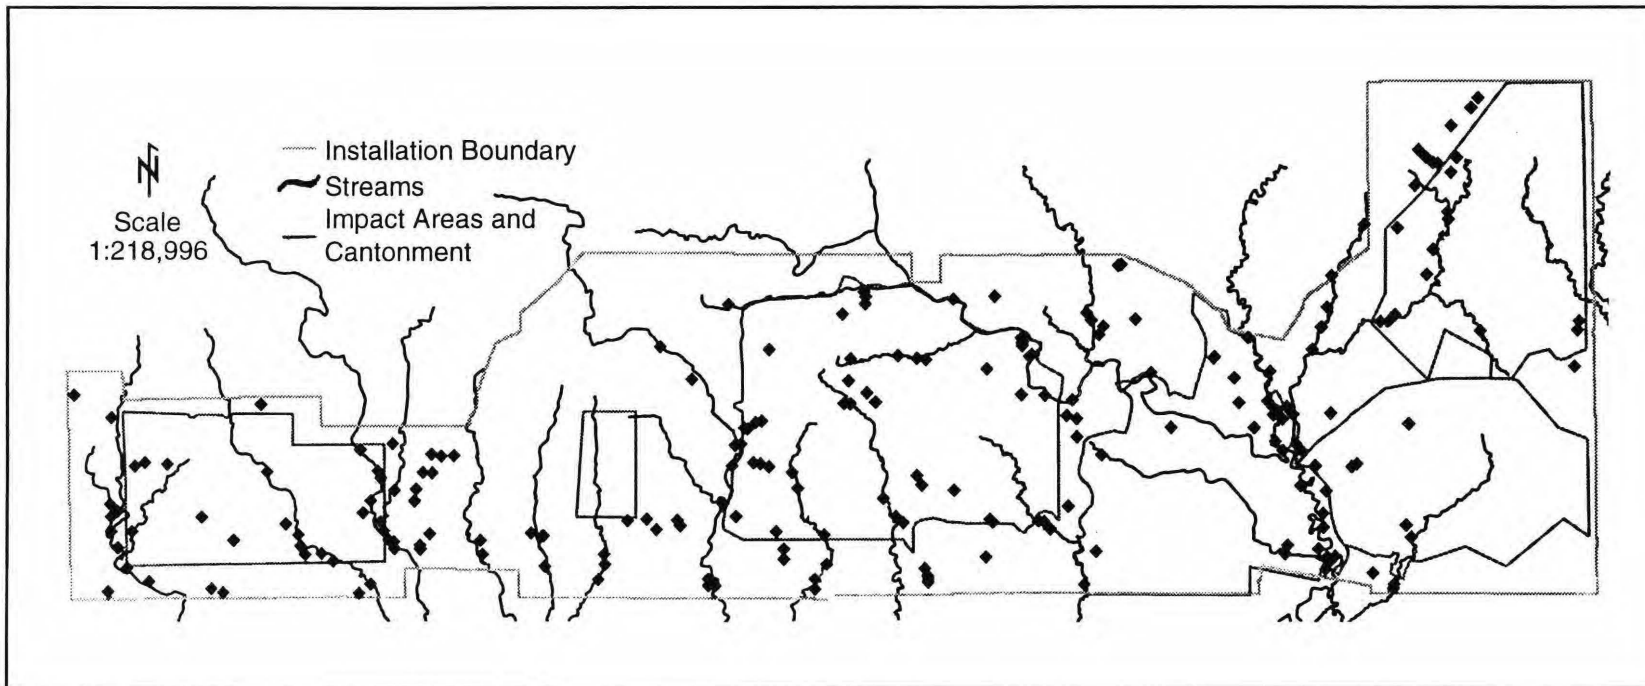 N
Installation Boundary
Streams
Scale
Impact Areas and
1:218,996
Cantonment